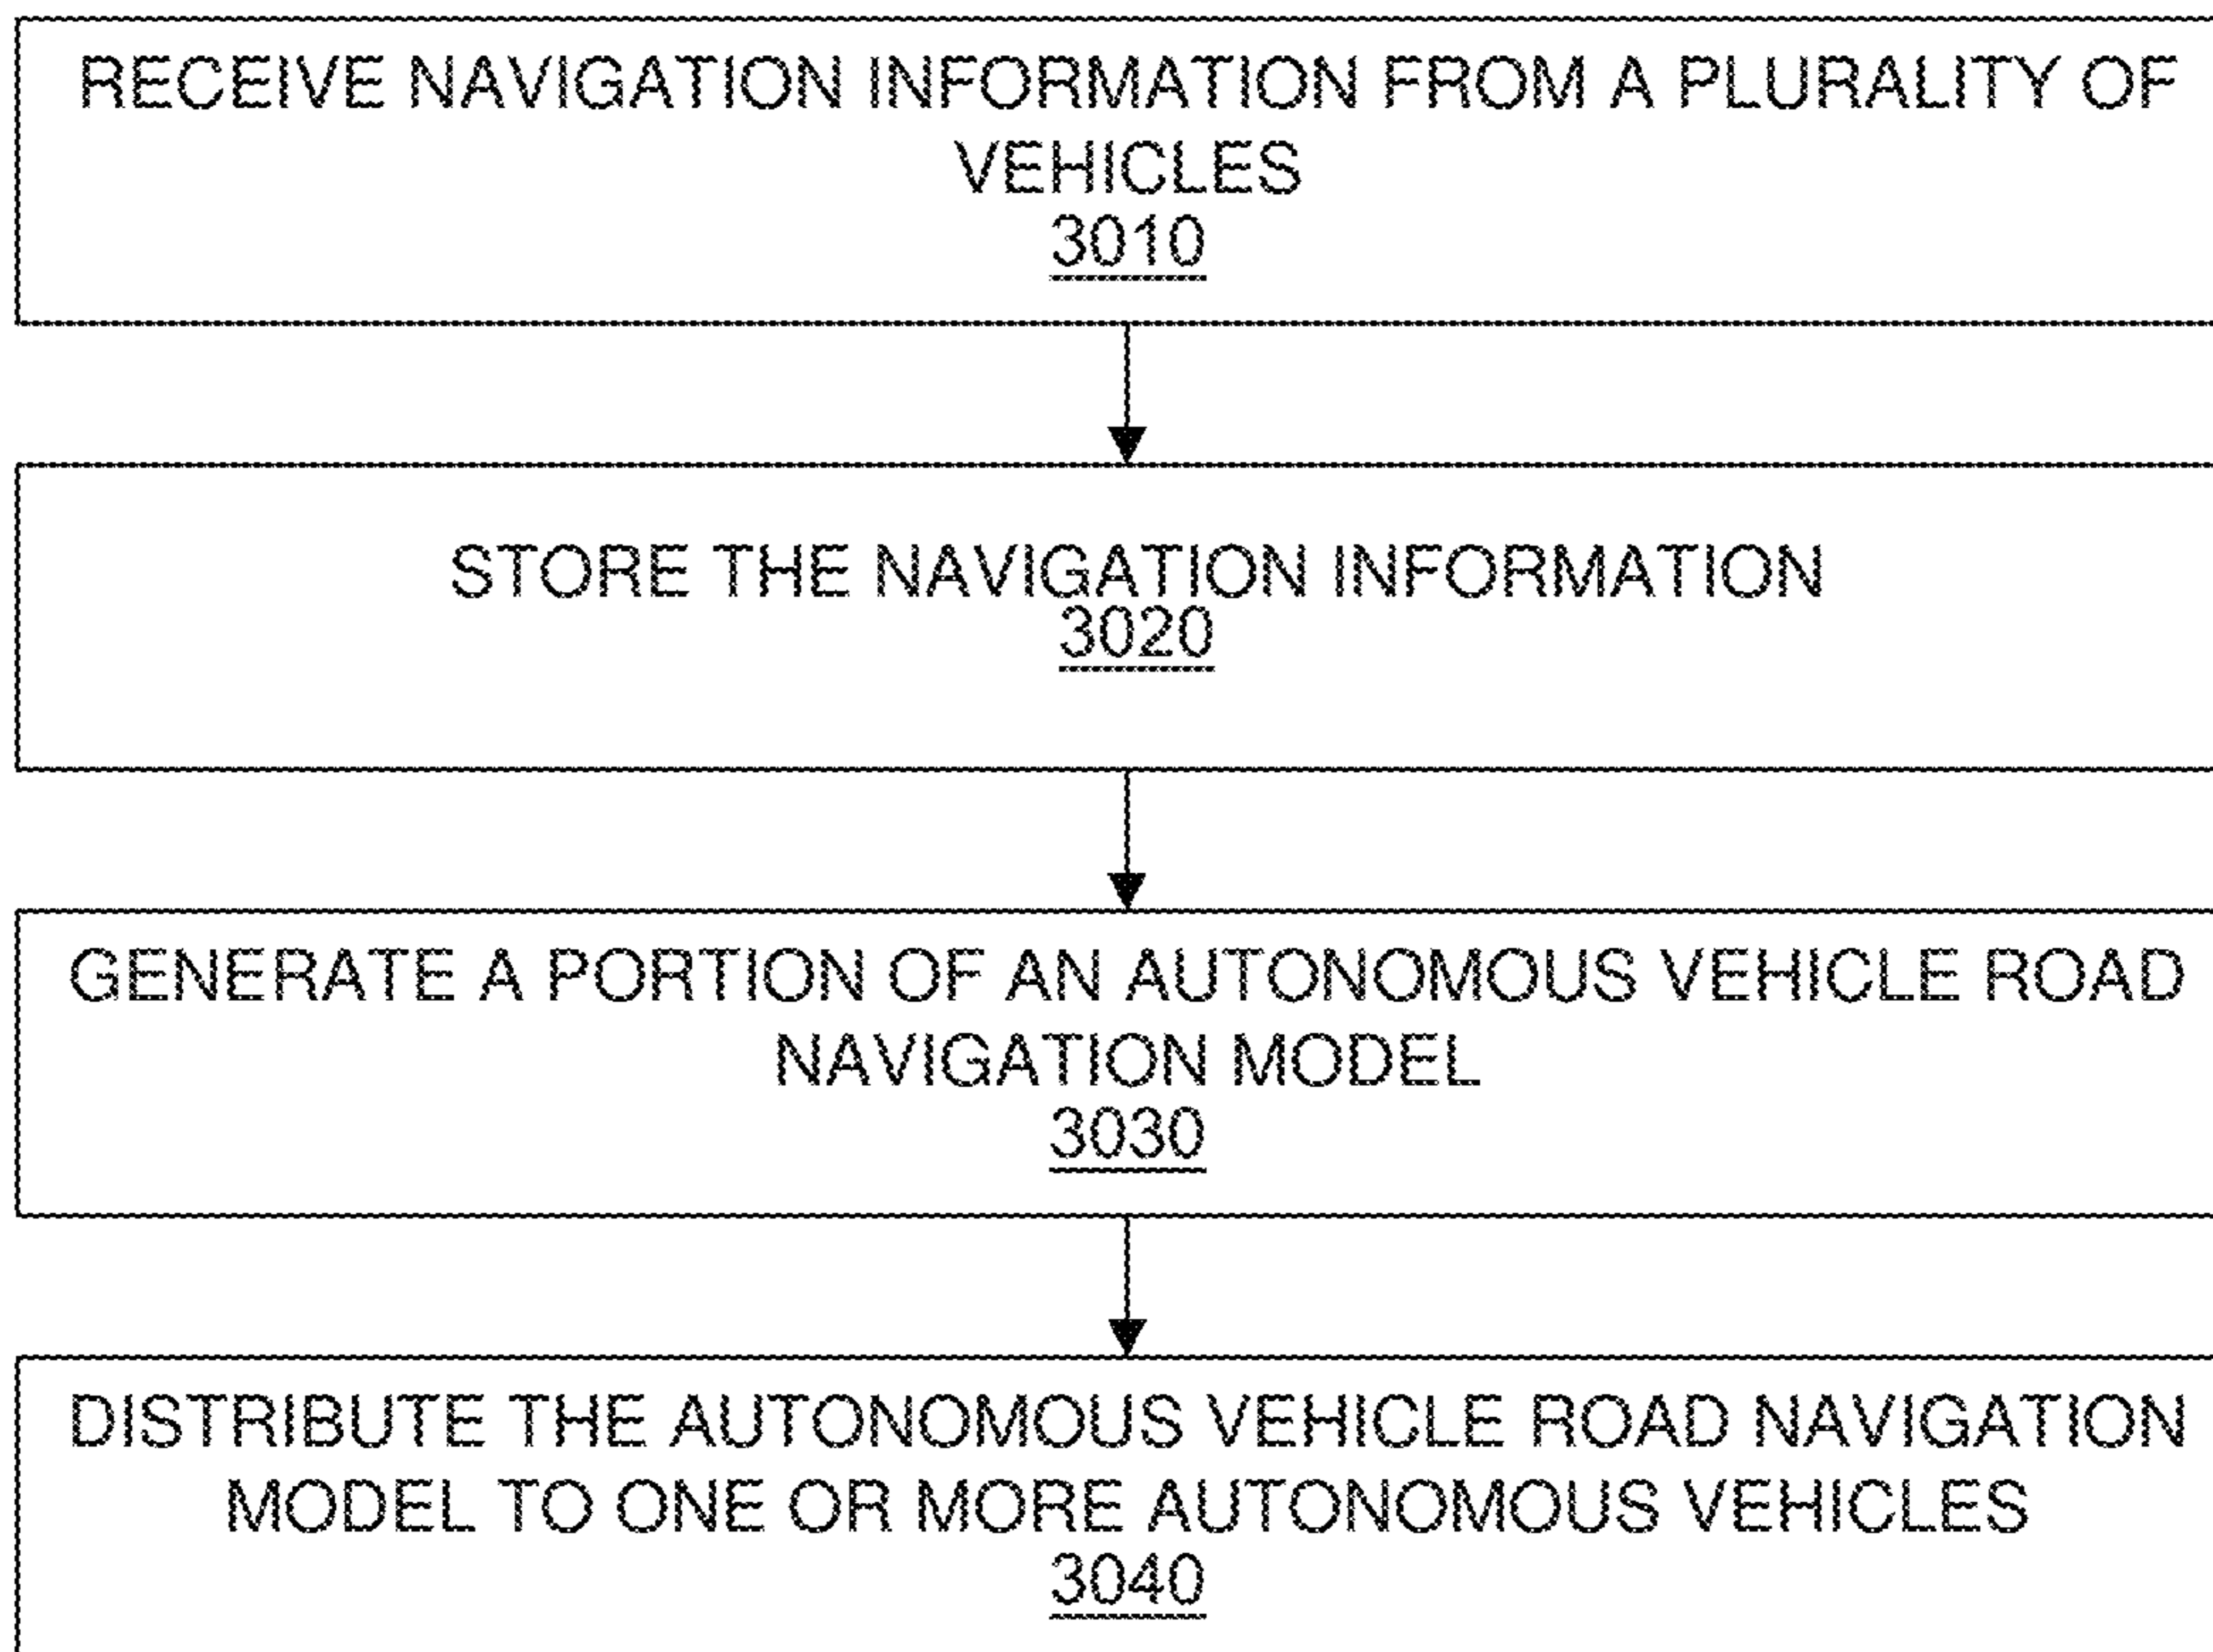 RECEIVE NAVIGATION INFORMATION FROM A PLURALITY OF
VEHICLES
3010
STORE THE NAVIGATION INFORMATION
3020
GENERATE A PORTION OF AN AUTONOMOUS VEHICLE ROAD
NAVIGATION MODEL
3030
DISTRIBUTE THE AUTONOMOUS VEHICLE ROAD NAVIGATION
MODEL TO ONE OR MORE AUTONOMOUS VEHICLES
3040